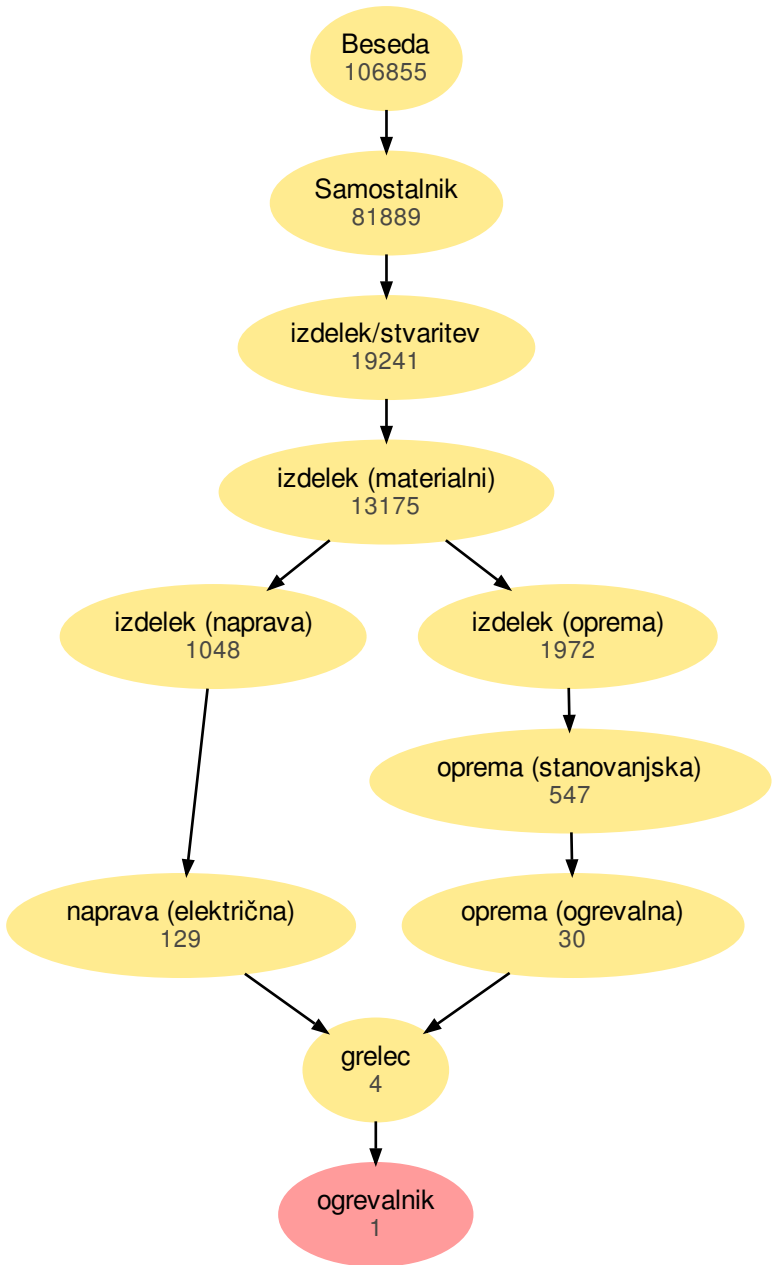 Beseda
106855
Samostalnik
81889
izdelek/stvaritev
19241
izdelek (materialni)
13175
izdelek (naprava)
1048
izdelek (oprema)
1972
oprema (stanovanjska)
547
naprava (električna)
129
oprema (ogrevalna)
30
grelec
4
ogrevalnik
1